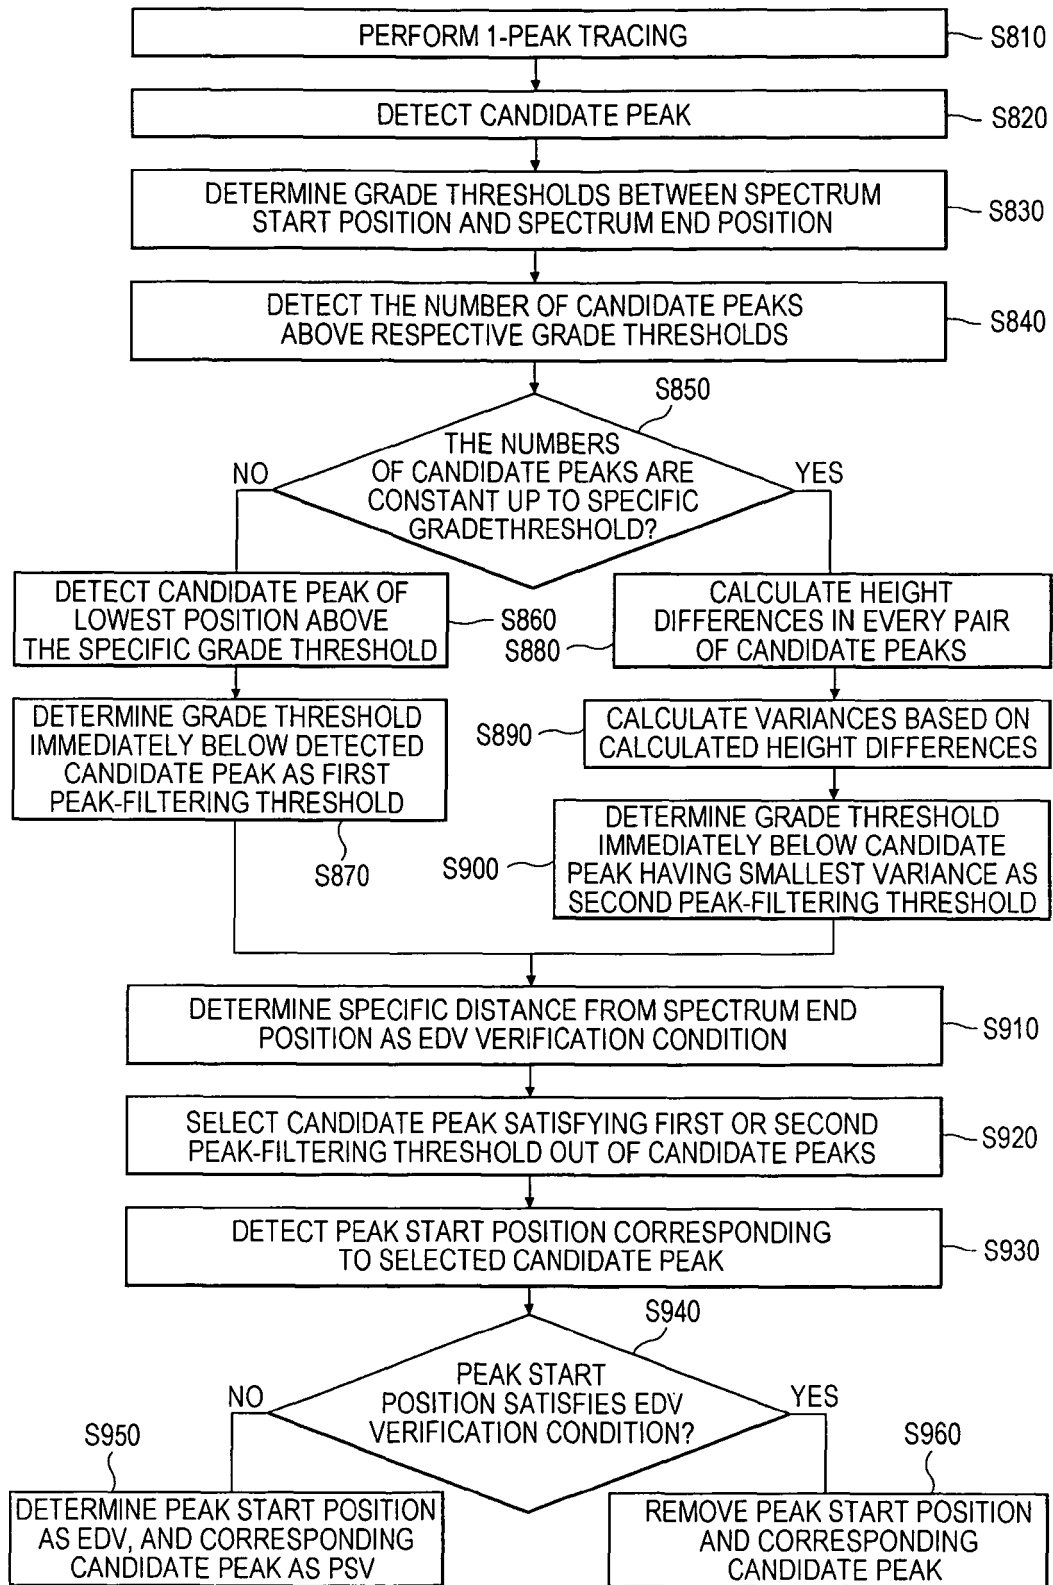 PERFORM 1-PEAK TRACING
S810
DETECT CANDIDATE PEAK
S820
DETERMINE GRADE THRESHOLDS BETWEEN SPECTRUM
START POSITION AND SPECTRUM END POSITION
S830
DETECT THE NUMBER OF CANDIDATE PEAKS
ABOVE RESPECTIVE GRADE THRESHOLDS
S840
S850
THE NUMBERS
OF CANDIDATE PEAKS ARE
CONSTANT UP TO SPECIFIC
GRADETHRESHOLD?
NO
YES
DETECT CANDIDATE PEAK OF
LOWEST POSITION ABOVE
THE SPECIFIC GRADE THRESHOLD
S860
DETERMINE GRADE THRESHOLD
IMMEDIATELY BELOW DETECTED
CANDIDATE PEAK AS FIRST
PEAK-FILTERING THRESHOLD
S870
CALCULATE HEIGHT
DIFFERENCES IN EVERY PAIR
OF CANDIDATE PEAKS
S880
CALCULATE VARIANCES BASED ON
CALCULATED HEIGHT DIFFERENCES
S890
DETERMINE GRADE THRESHOLD
IMMEDIATELY BELOW CANDIDATE
PEAK HAVING SMALLEST VARIANCE AS
SECOND PEAK-FILTERING THRESHOLD
S900
DETERMINE SPECIFIC DISTANCE FROM SPECTRUM END
POSITION AS EDV VERIFICATION CONDITION
S910
SELECT CANDIDATE PEAK SATISFYING FIRST OR SECOND
PEAK-FILTERING THRESHOLD OUT OF CANDIDATE PEAKS
S920
DETECT PEAK START POSITION CORRESPONDING
TO SELECTED CANDIDATE PEAK
S930
S940
PEAK START
POSITION SATISFIES EDV
VERIFICATION CONDITION?
NO
YES
S950
DETERMINE PEAK START POSITION
AS EDV, AND CORRESPONDING
CANDIDATE PEAK AS PSV
S960
REMOVE PEAK START POSITION
AND CORRESPONDING
CANDIDATE PEAK